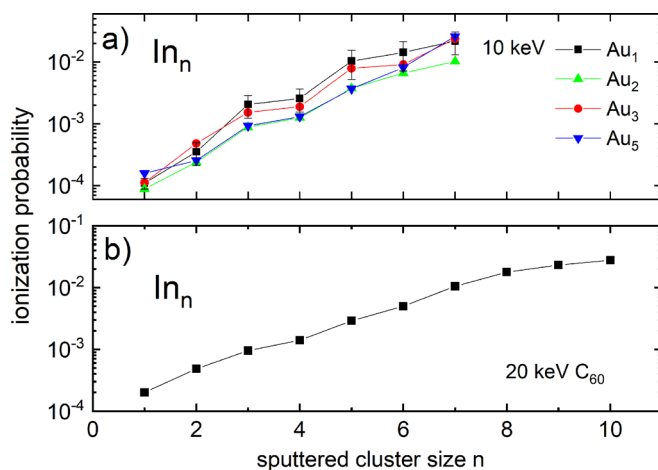 a)
In_n
10 keV
Au_1
Au_2
Au_3
Au_5
10^-2
10^-3
10^-4
ionization probability
b)
In_n
20 keV C_60
10^-1
10^-2
10^-3
10^-4
0 2 4 6 8 10
sputtered cluster size n